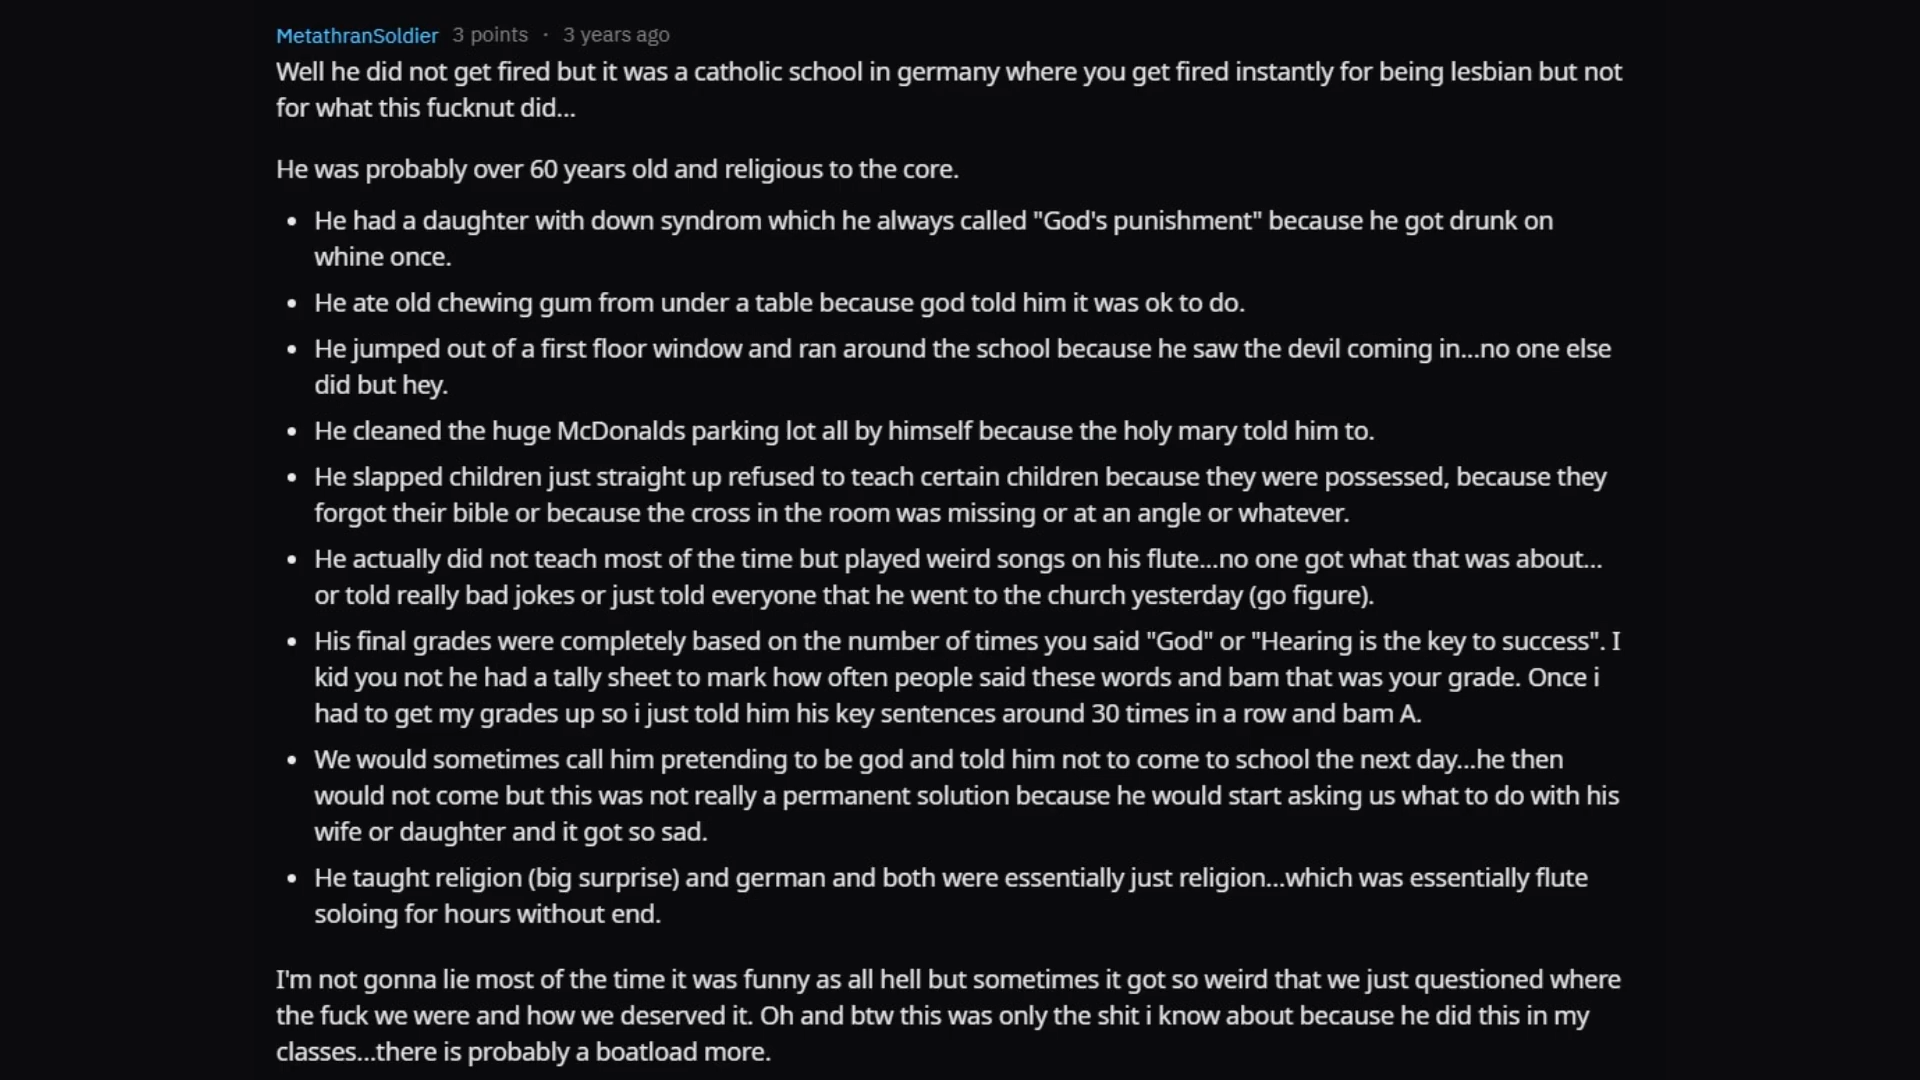 MetathranSoldier 3 points · 3 years ago
Well he did not get fired but it was a catholic school in germany where you get fired instantly for being lesbian but not
for what this fucknut did...
He was probably over 60 years old and religious to the core.
• He had a daughter with down syndrom which he always called "God's punishment" because he got drunk on
whine once.
• He ate old chewing gum from under a table because god told him it was ok to do.
• He jumped out of a first floor window and ran around the school because he saw the devil coming in...no one else
did but hey.
• He cleaned the huge McDonalds parking lot all by himself because the holy mary told him to.
• He slapped children just straight up refused to teach certain children because they were possessed, because they
forgot their bible or because the cross in the room was missing or at an angle or whatever.
• He actually did not teach most of the time but played weird songs on his flute...no one got what that was about...
or told really bad jokes or just told everyone that he went to the church yesterday (go figure).
• His final grades were completely based on the number of times you said "God" or "Hearing is the key to success". I
kid you not he had a tally sheet to mark how often people said these words and bam that was your grade. Once i
had to get my grades up so i just told him his key sentences around 30 times in a row and bam A.
• We would sometimes call him pretending to be god and told him not to come to school the next day...he then
would not come but this was not really a permanent solution because he would start asking us what to do with his
wife or daughter and it got so sad.
• He taught religion (big surprise) and german and both were essentially just religion...which was essentially flute
soloing for hours without end.
I'm not gonna lie most of the time it was funny as all hell but sometimes it got so weird that we just questioned where
the fuck we were and how we deserved it. Oh and btw this was only the shit i know about because he did this in my
classes...there is probably a boatload more.